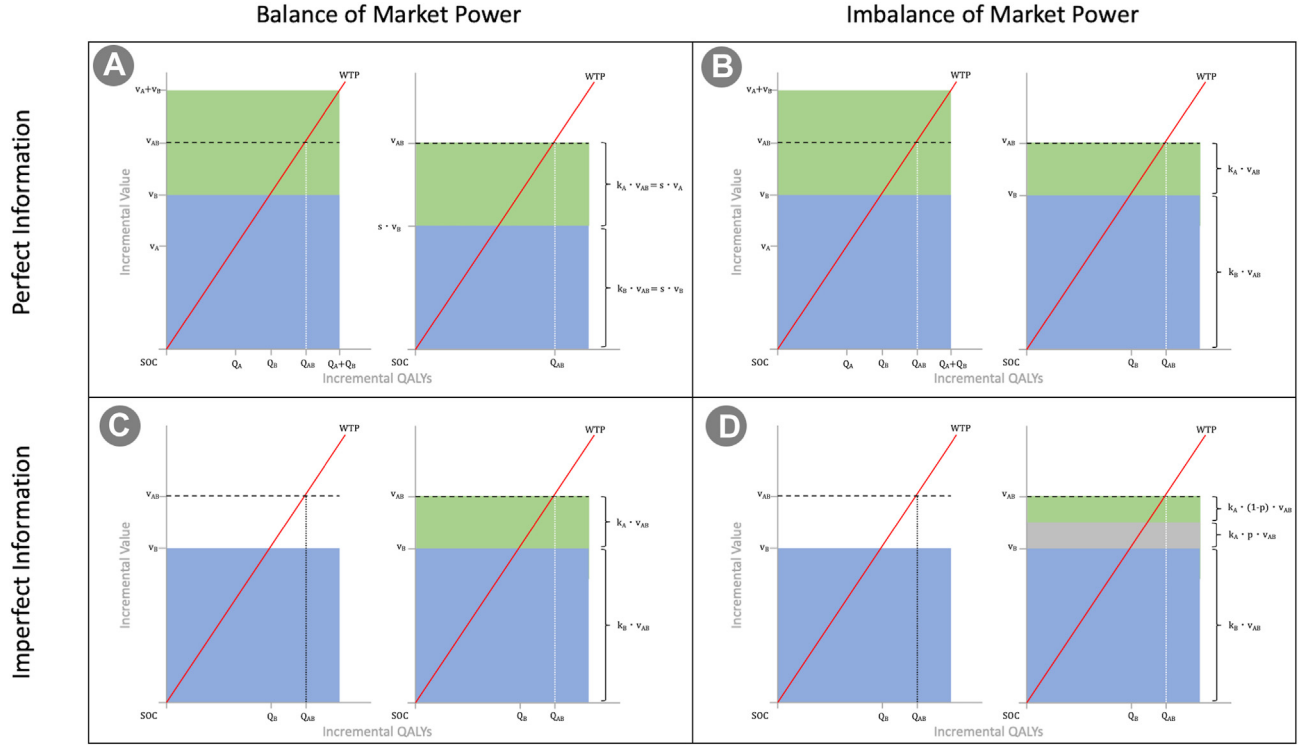 Balance of Market Power
Imbalance of Market Power
Perfect Information
Imperfect Information
A
WTP
vA+vB
vAB
vB
vA
Incremental Value
SOC
QA
QB
QAB
QA+QB
WTP
vAB
s · vB
kA · vAB = s · vA
kB · vAB = s · vB
SOC
QAB
Incremental QALYs
B
WTP
vA+vB
vAB
vB
vA
Incremental Value
SOC
QA
QB
QAB
QA+QB
WTP
vAB
vB
kA · vAB
kB · vAB
SOC
QB
QAB
Incremental QALYs
C
WTP
vAB
vB
Incremental Value
SOC
QB
QAB
WTP
vAB
vB
kA · vAB
kB · vAB
SOC
QB
QAB
Incremental QALYs
D
WTP
vAB
vB
Incremental Value
SOC
QB
QAB
WTP
vAB
vB
kA · (1-p) · vAB
kA · p · vAB
kB · vAB
SOC
QB
QAB
Incremental QALYs